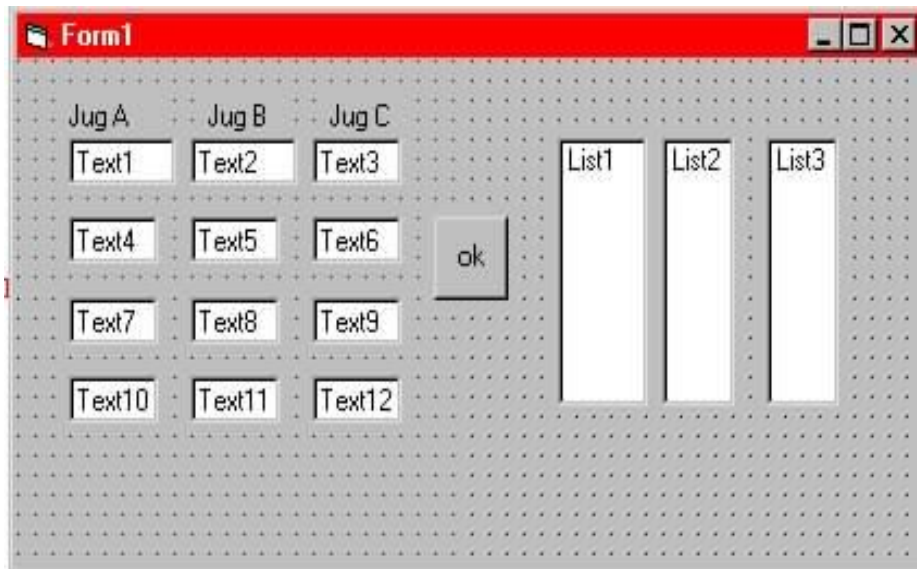 Form1
Jug A Jug B Jug C
Text1 Text2 Text3 List1 List2 List3
Text4 Text5 Text6
ok
Text7 Text8 Text9
Text10 Text11 Text12